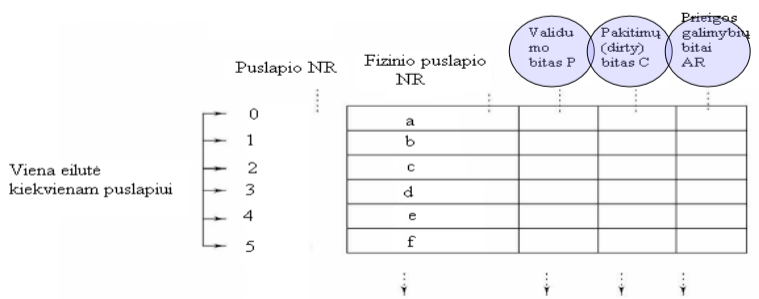 Puslapio NR
Fizinio puslapio
NR
Validu
mo
bitas P
Pakitimų
(dirty)
bitas C
Prieigos
galimybių
bitai
AR
Viena eilutė
kiekvienam puslapiui
0
a
1
b
2
c
3
d
4
e
5
f